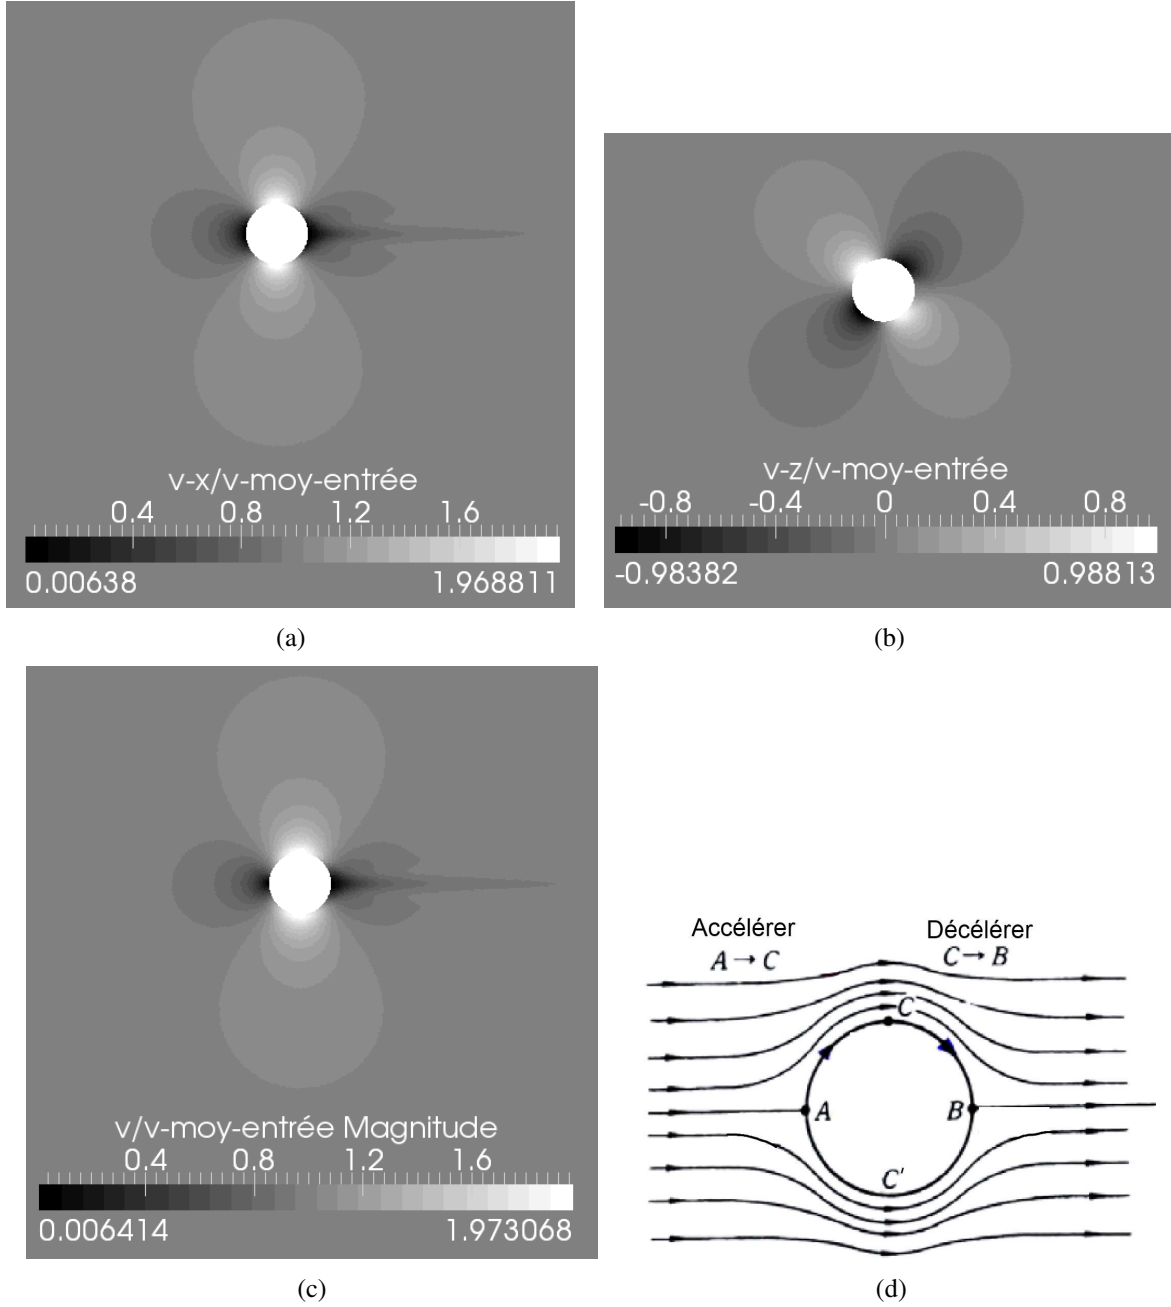 v-x/v-moy-entrée
0.4 0.8 1.2 1.6
0.00638 1.968811
(a)
v-z/v-moy-entrée
-0.8 -0.4 0 0.4 0.8
-0.98382 0.98813
(b)
v/v-moy-entrée Magnitude
0.4 0.8 1.2 1.6
0.006414 1.973068
(c)
Accélérer Décélérer
A → C C → B
C
A B
C'
(d)